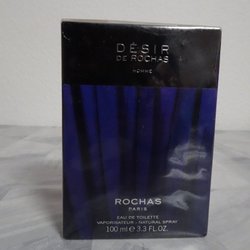 DÉSIR
DE ROCHAS
HOMME
ROCHAS
PARIS
EAU DE TOILETTE
VAPORISATEUR - NATURAL SPRAY
100 ml e 3.3 FL.OZ.